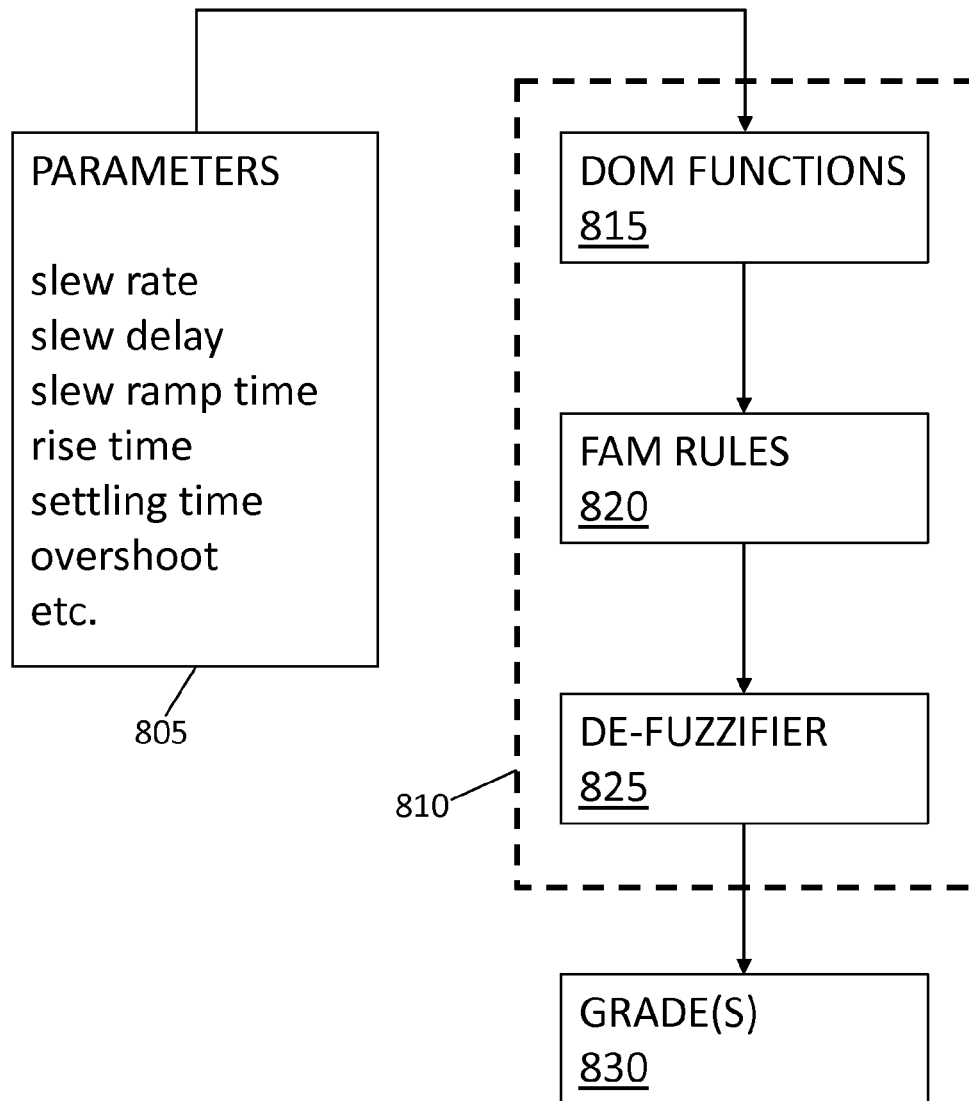 PARAMETERS
slew rate
slew delay
slew ramp time
rise time
settling time
overshoot
etc.
805
810
DOM FUNCTIONS
815
FAM RULES
820
DE-FUZZIFIER
825
GRADE(S)
830